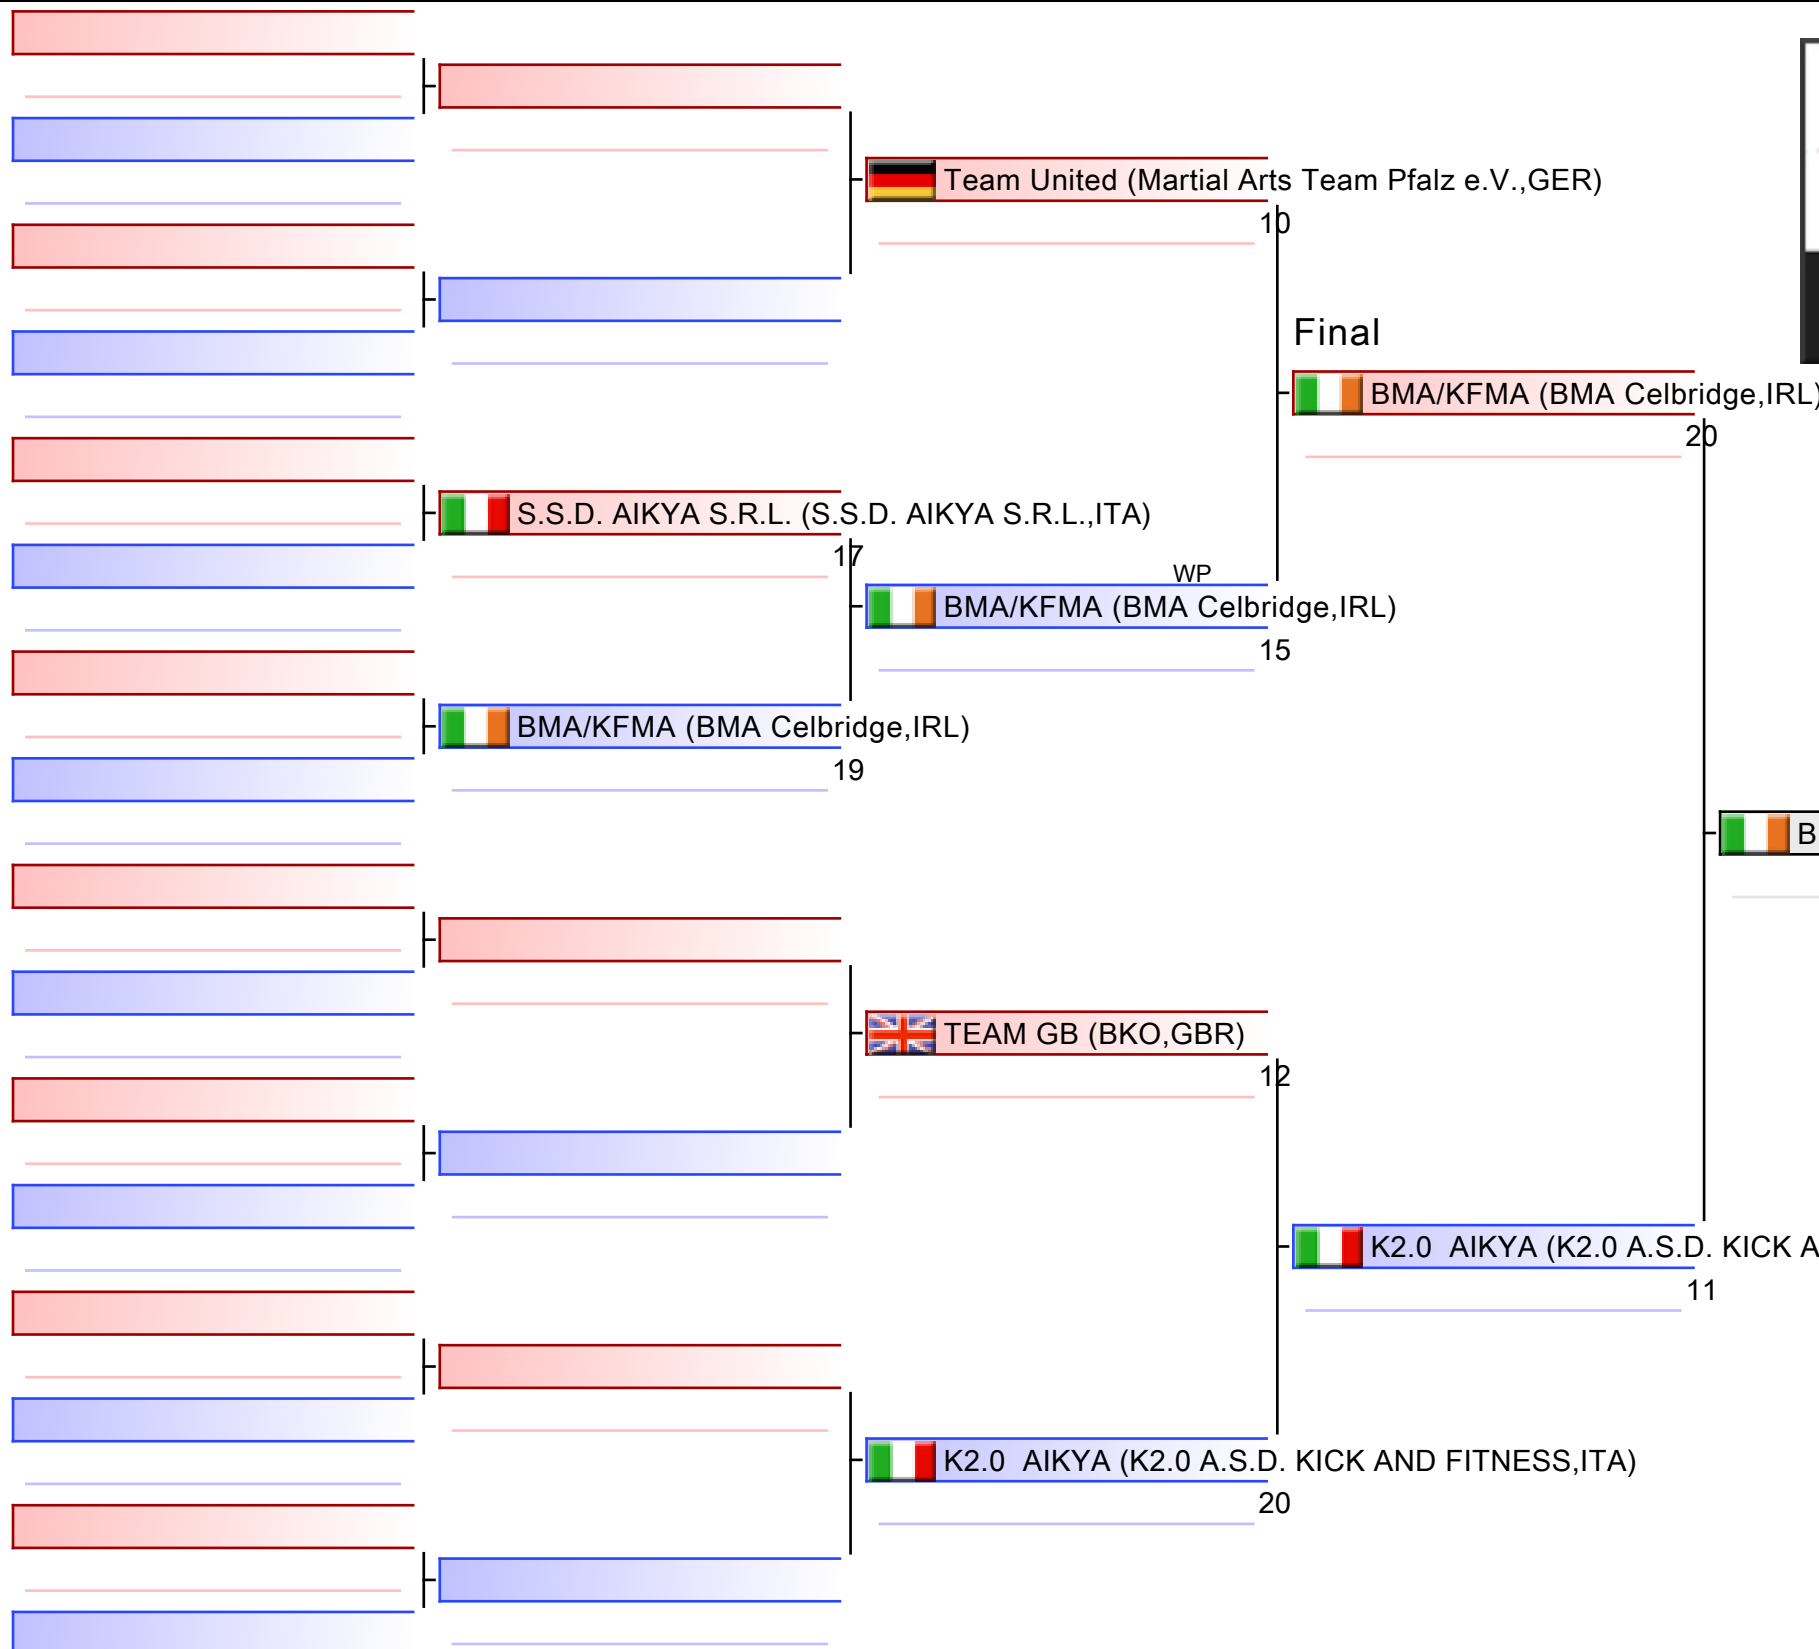 Team United (Martial Arts Team Pfalz e.V.,GER)
10
Final
BMA/KFMA (BMA Celbridge,IRL)
20
S.S.D. AIKYA S.R.L. (S.S.D. AIKYA S.R.L.,ITA)
17
WP
BMA/KFMA (BMA Celbridge,IRL)
15
BMA/KFMA (BMA Celbridge,IRL)
19
B
TEAM GB (BKO,GBR)
12
K2.0  AIKYA (K2.0 A.S.D. KICK A
11
K2.0  AIKYA (K2.0 A.S.D. KICK AND FITNESS,ITA)
20